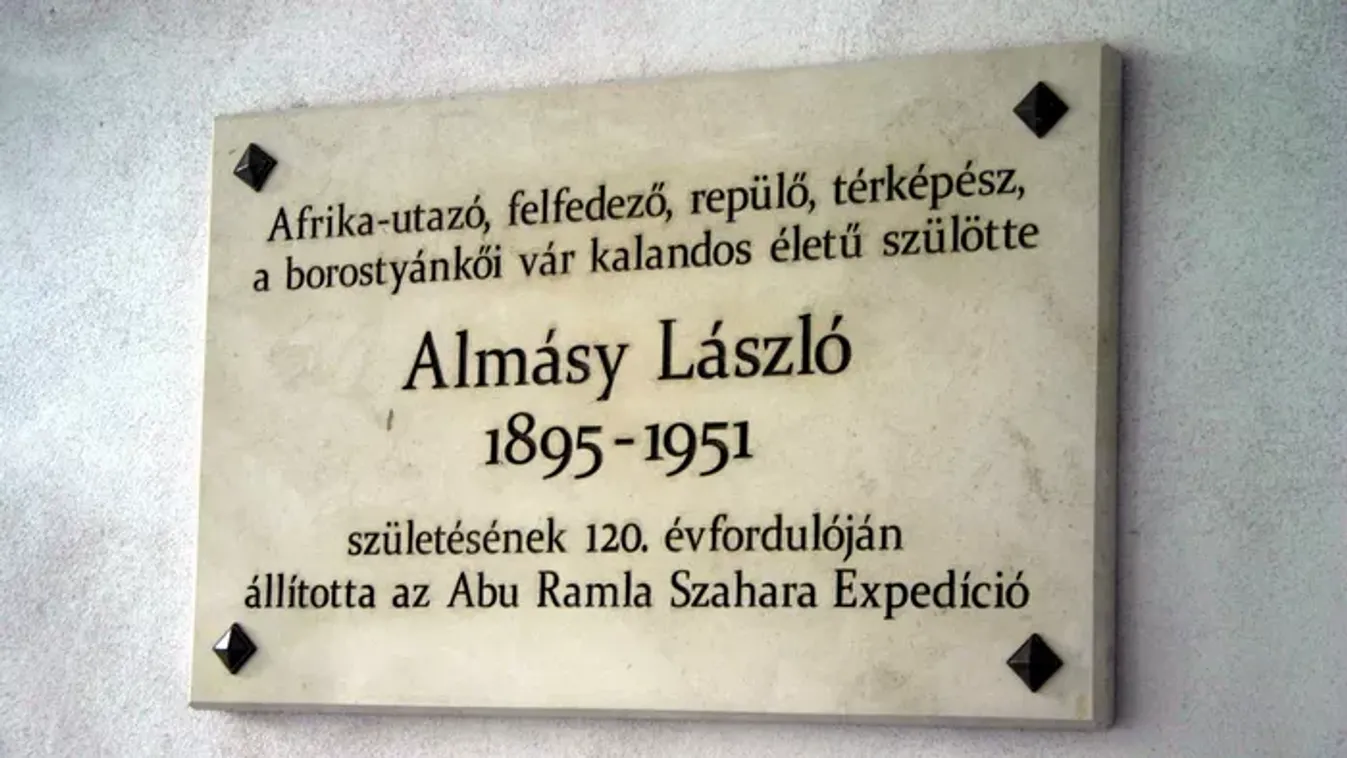 Afrika-utazó, felfedező, repülő, térképész,
a borostyánkői vár kalandos életű szülötte
Almásy László
1895-1951
születésének 120. évfordulóján
állította az Abu Ramla Szahara Expedíció